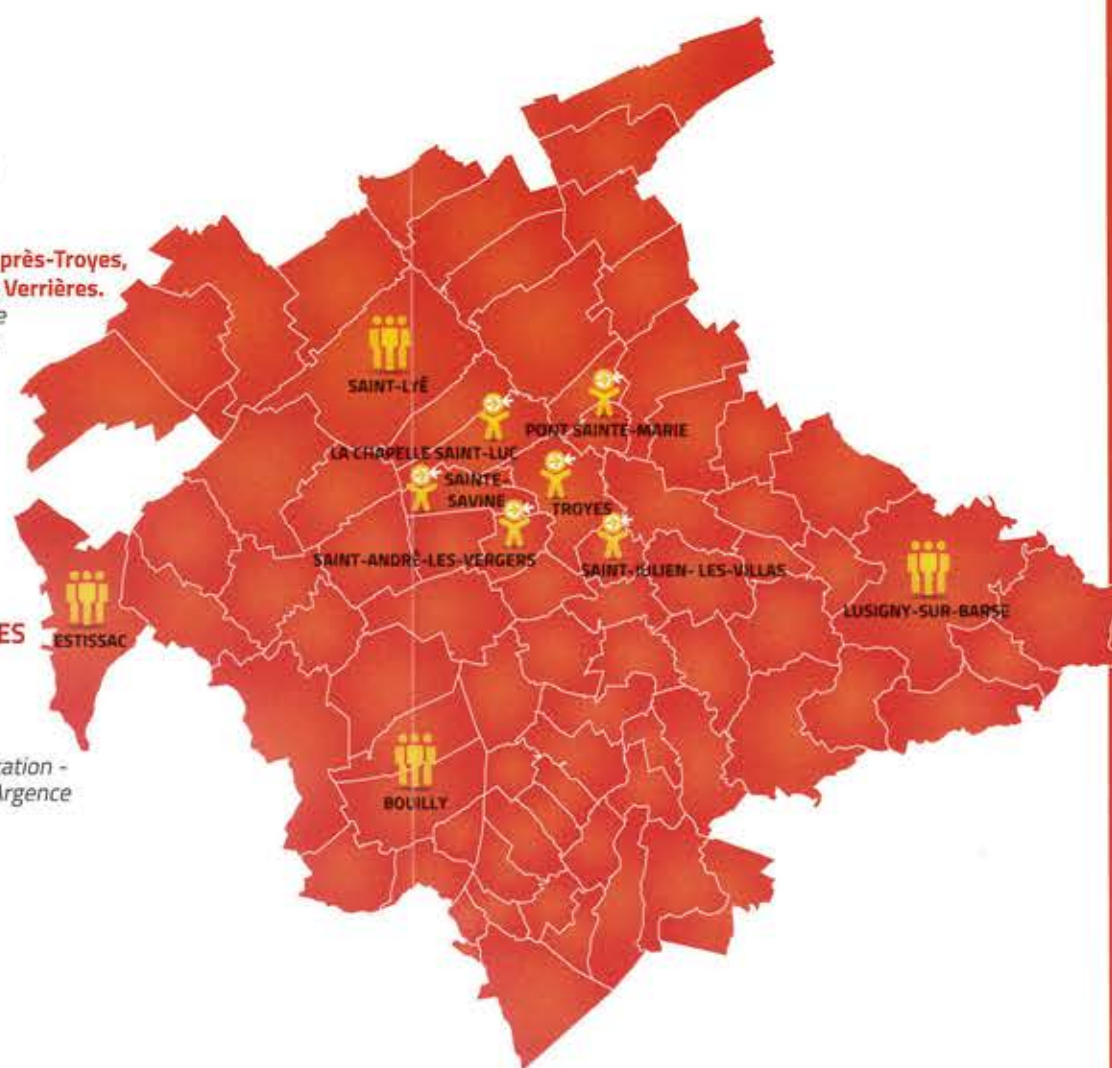 près-Troyes,
Verrières.
e
SAINT-LYÉ
LA CHAPELLE SAINT-LUC
PONT SAINTE-MARIE
SAINTE-
SAVINE
TROYES
SAINT-ANDRÉ-LES-VERGERS
SAINT-JULIEN- LES-VILLAS
LUSIGNY-SUR-BARSE
ES
ESTISSAC
ation -
Argence
BOUILLY